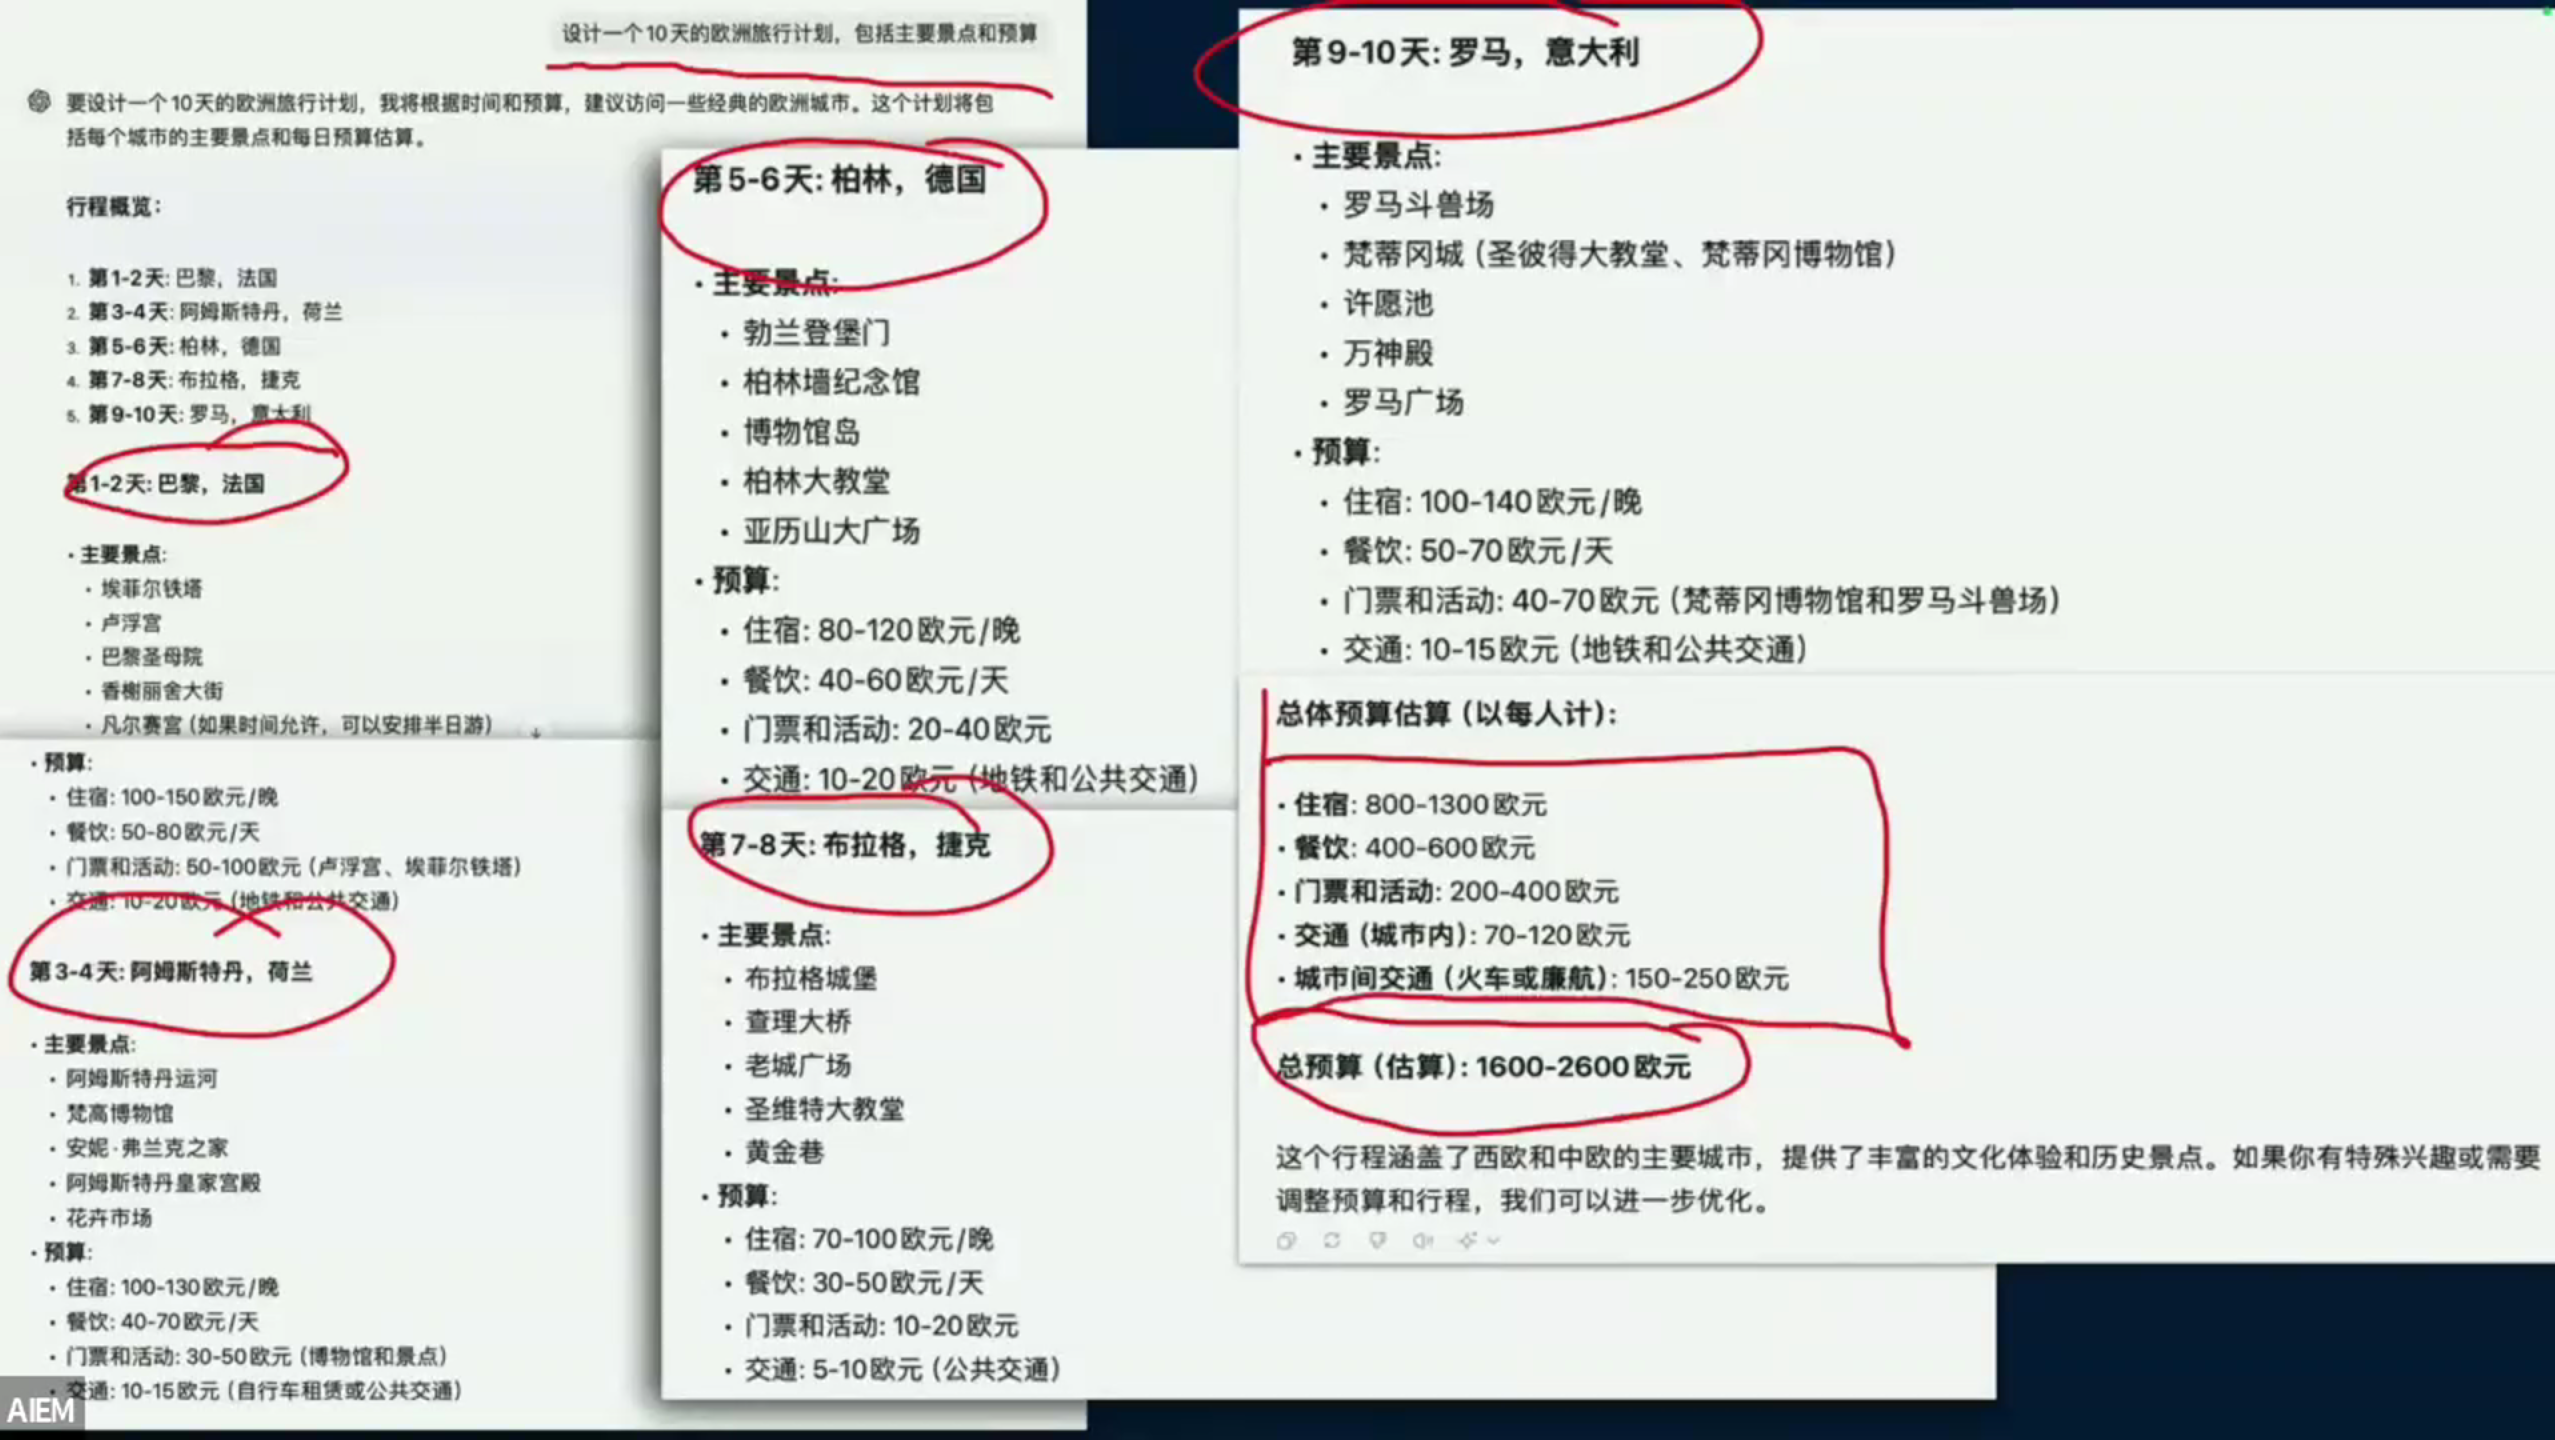 设计一个10天的欧洲旅行计划，包括主要景点和预算
要设计一个10天的欧洲旅行计划，我将根据时间和预算，建议访问一些经典的欧洲城市。这个计划将包
括每个城市的主要景点和每日预算估算。
行程概览：
1. 第1-2天: 巴黎，法国
2. 第3-4天: 阿姆斯特丹，荷兰
3. 第5-6天: 柏林，德国
4. 第7-8天: 布拉格，捷克
5. 第9-10天: 罗马，意大利
第1-2天: 巴黎，法国
• 主要景点:
• 埃菲尔铁塔
• 卢浮宫
• 巴黎圣母院
• 香榭丽舍大街
• 凡尔赛宫（如果时间允许，可以安排半日游）
• 预算:
• 住宿: 100-150欧元/晚
• 餐饮: 50-80欧元/天
• 门票和活动: 50-100欧元（卢浮宫、埃菲尔铁塔）
• 交通: 10-20欧元（地铁和公共交通）
第3-4天: 阿姆斯特丹，荷兰
• 主要景点:
• 阿姆斯特丹运河
• 梵高博物馆
• 安妮·弗兰克之家
• 阿姆斯特丹皇家宫殿
• 花卉市场
• 预算:
• 住宿: 100-130欧元/晚
• 餐饮: 40-70欧元/天
• 门票和活动: 30-50欧元（博物馆和景点）
• 交通: 10-15欧元（自行车租赁或公共交通）
AIEM
第5-6天: 柏林，德国
• 主要景点:
• 勃兰登堡门
• 柏林墙纪念馆
• 博物馆岛
• 柏林大教堂
• 亚历山大广场
• 预算:
• 住宿: 80-120欧元/晚
• 餐饮: 40-60欧元/天
• 门票和活动: 20-40欧元
• 交通: 10-20欧元（地铁和公共交通）
第7-8天: 布拉格，捷克
• 主要景点:
• 布拉格城堡
• 查理大桥
• 老城广场
• 圣维特大教堂
• 黄金巷
• 预算:
• 住宿: 70-100欧元/晚
• 餐饮: 30-50欧元/天
• 门票和活动: 10-20欧元
• 交通: 5-10欧元（公共交通）
第9-10天: 罗马，意大利
• 主要景点:
• 罗马斗兽场
• 梵蒂冈城（圣彼得大教堂、梵蒂冈博物馆）
• 许愿池
• 万神殿
• 罗马广场
• 预算:
• 住宿: 100-140欧元/晚
• 餐饮: 50-70欧元/天
• 门票和活动: 40-70欧元（梵蒂冈博物馆和罗马斗兽场）
• 交通: 10-15欧元（地铁和公共交通）
总体预算估算（以每人计）:
• 住宿: 800-1300欧元
• 餐饮: 400-600欧元
• 门票和活动: 200-400欧元
• 交通（城市内）: 70-120欧元
• 城市间交通（火车或廉航）: 150-250欧元
总预算（估算）: 1600-2600欧元
这个行程涵盖了西欧和中欧的主要城市，提供了丰富的文化体验和历史景点。如果你有特殊兴趣或需要
调整预算和行程，我们可以进一步优化。